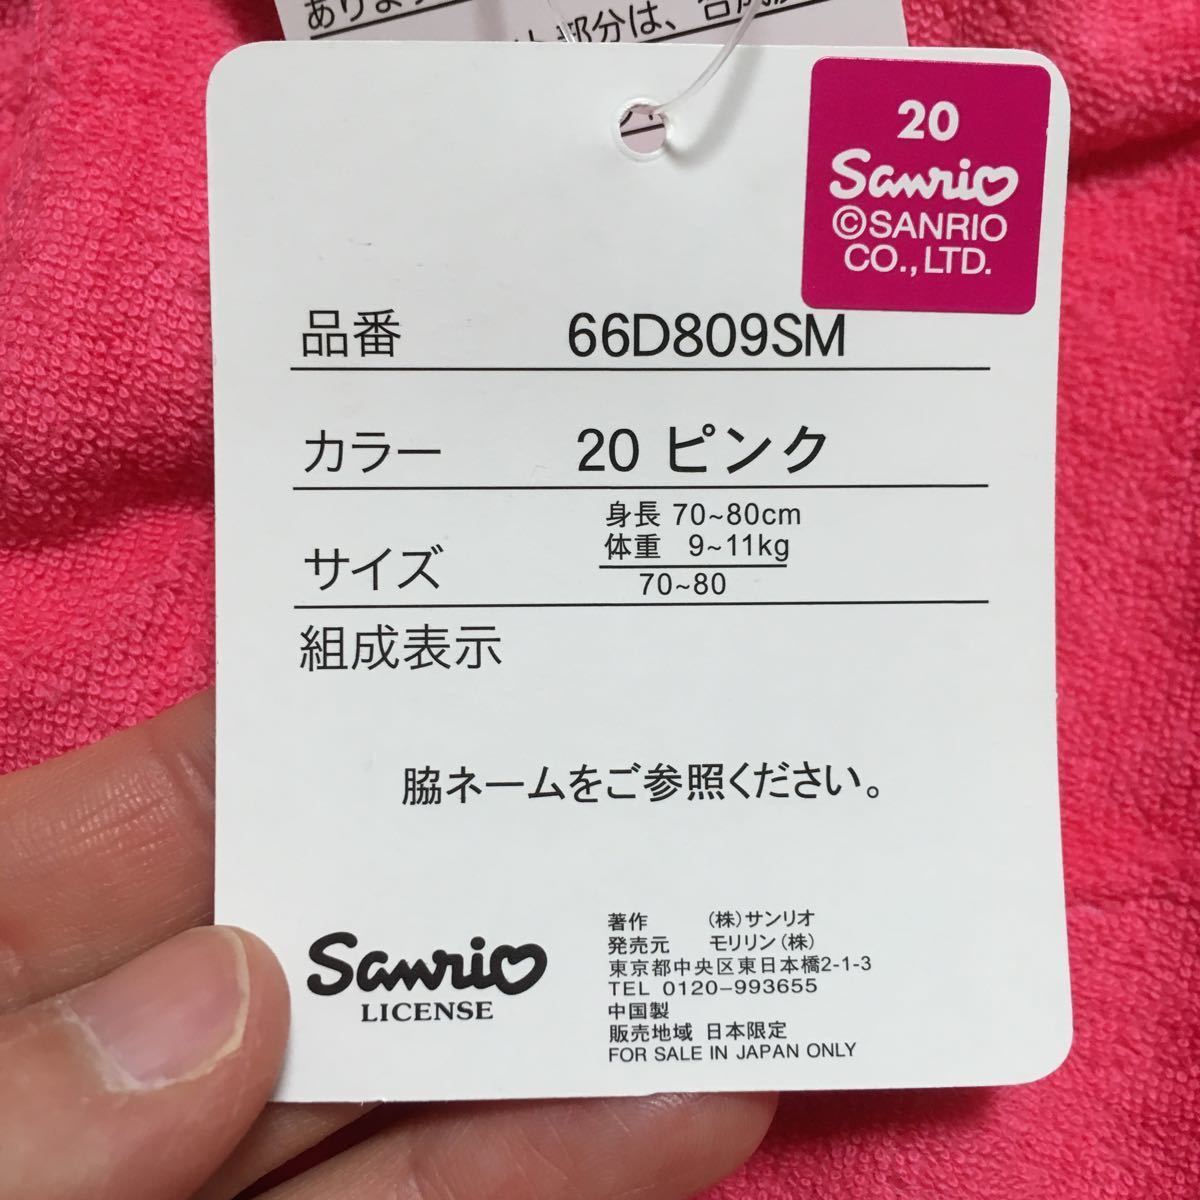 部分は、
20
Sanrio
©SANRIO
CO.,LTD.
品番 66D809SM
カラー 20 ピンク
サイズ
身長 70~80cm
体重 9~11kg
70~80
組成表示
脇ネームをご参照ください。
Sanrio
LICENSE
著作 (株)サンリオ
発売元 モリリン(株)
東京都中央区東日本橋2-1-3
TEL 0120-993655
中国製
販売地域 日本限定
FOR SALE IN JAPAN ONLY